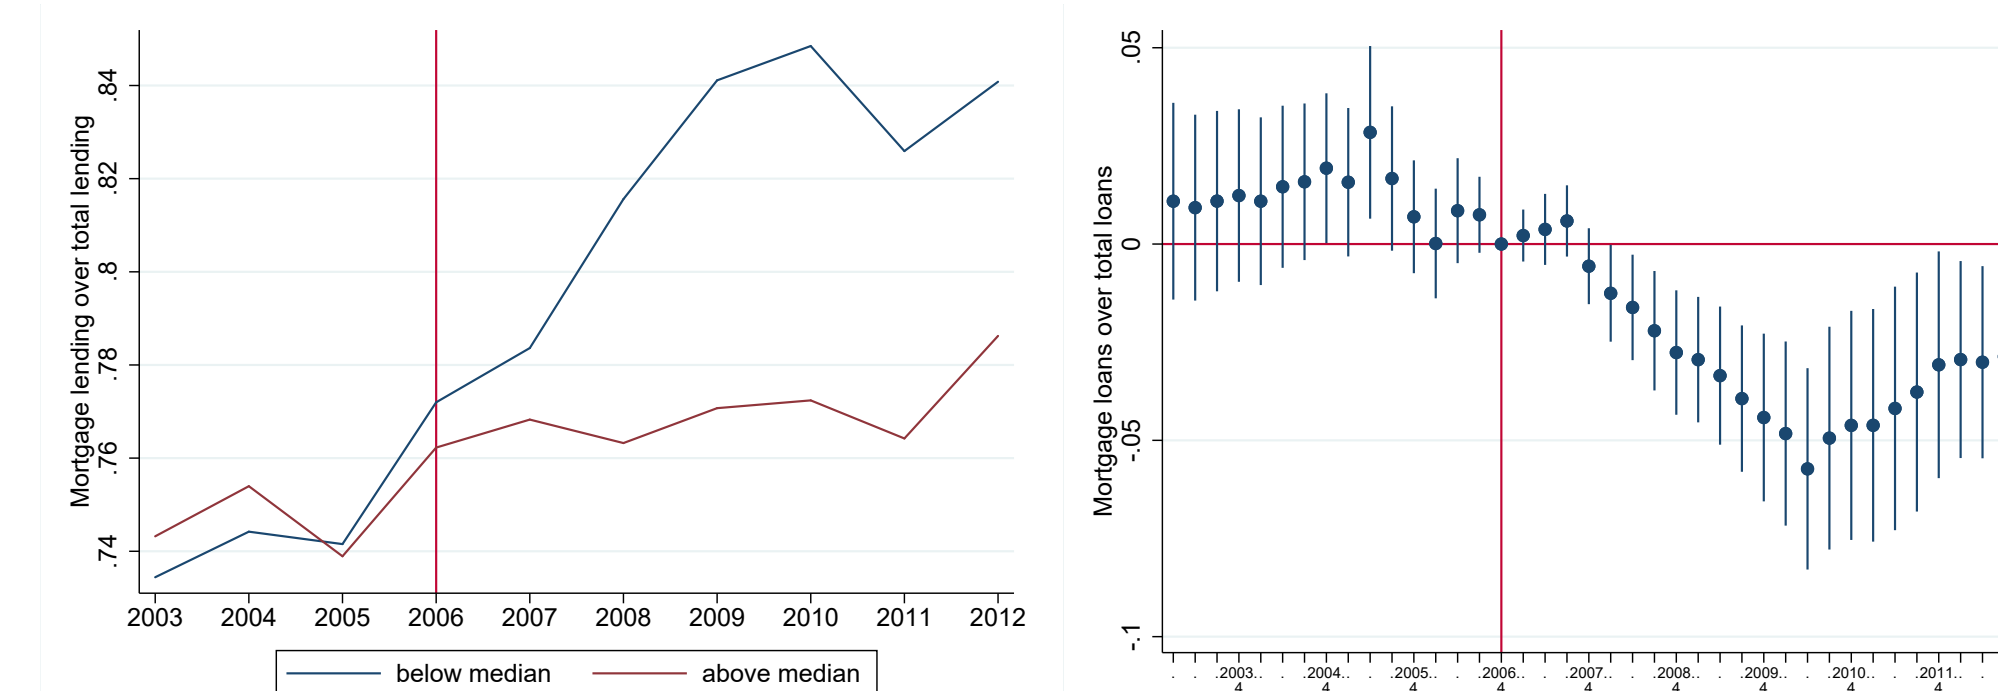 Mortgage lending over total lending
.84
.82
.8
.78
.76
.74
2003 2004 2005 2006 2007 2008 2009 2010 2011 2012
below median above median
Mortgage loans over total loans
.05
0
-.05
-.1
. . .2003. . . .2004. . . .2005. . . .2006. . . .2007. . . .2008. . . .2009. . . .2010. . . .2011. . .
4 4 4 4 4 4 4 4 4